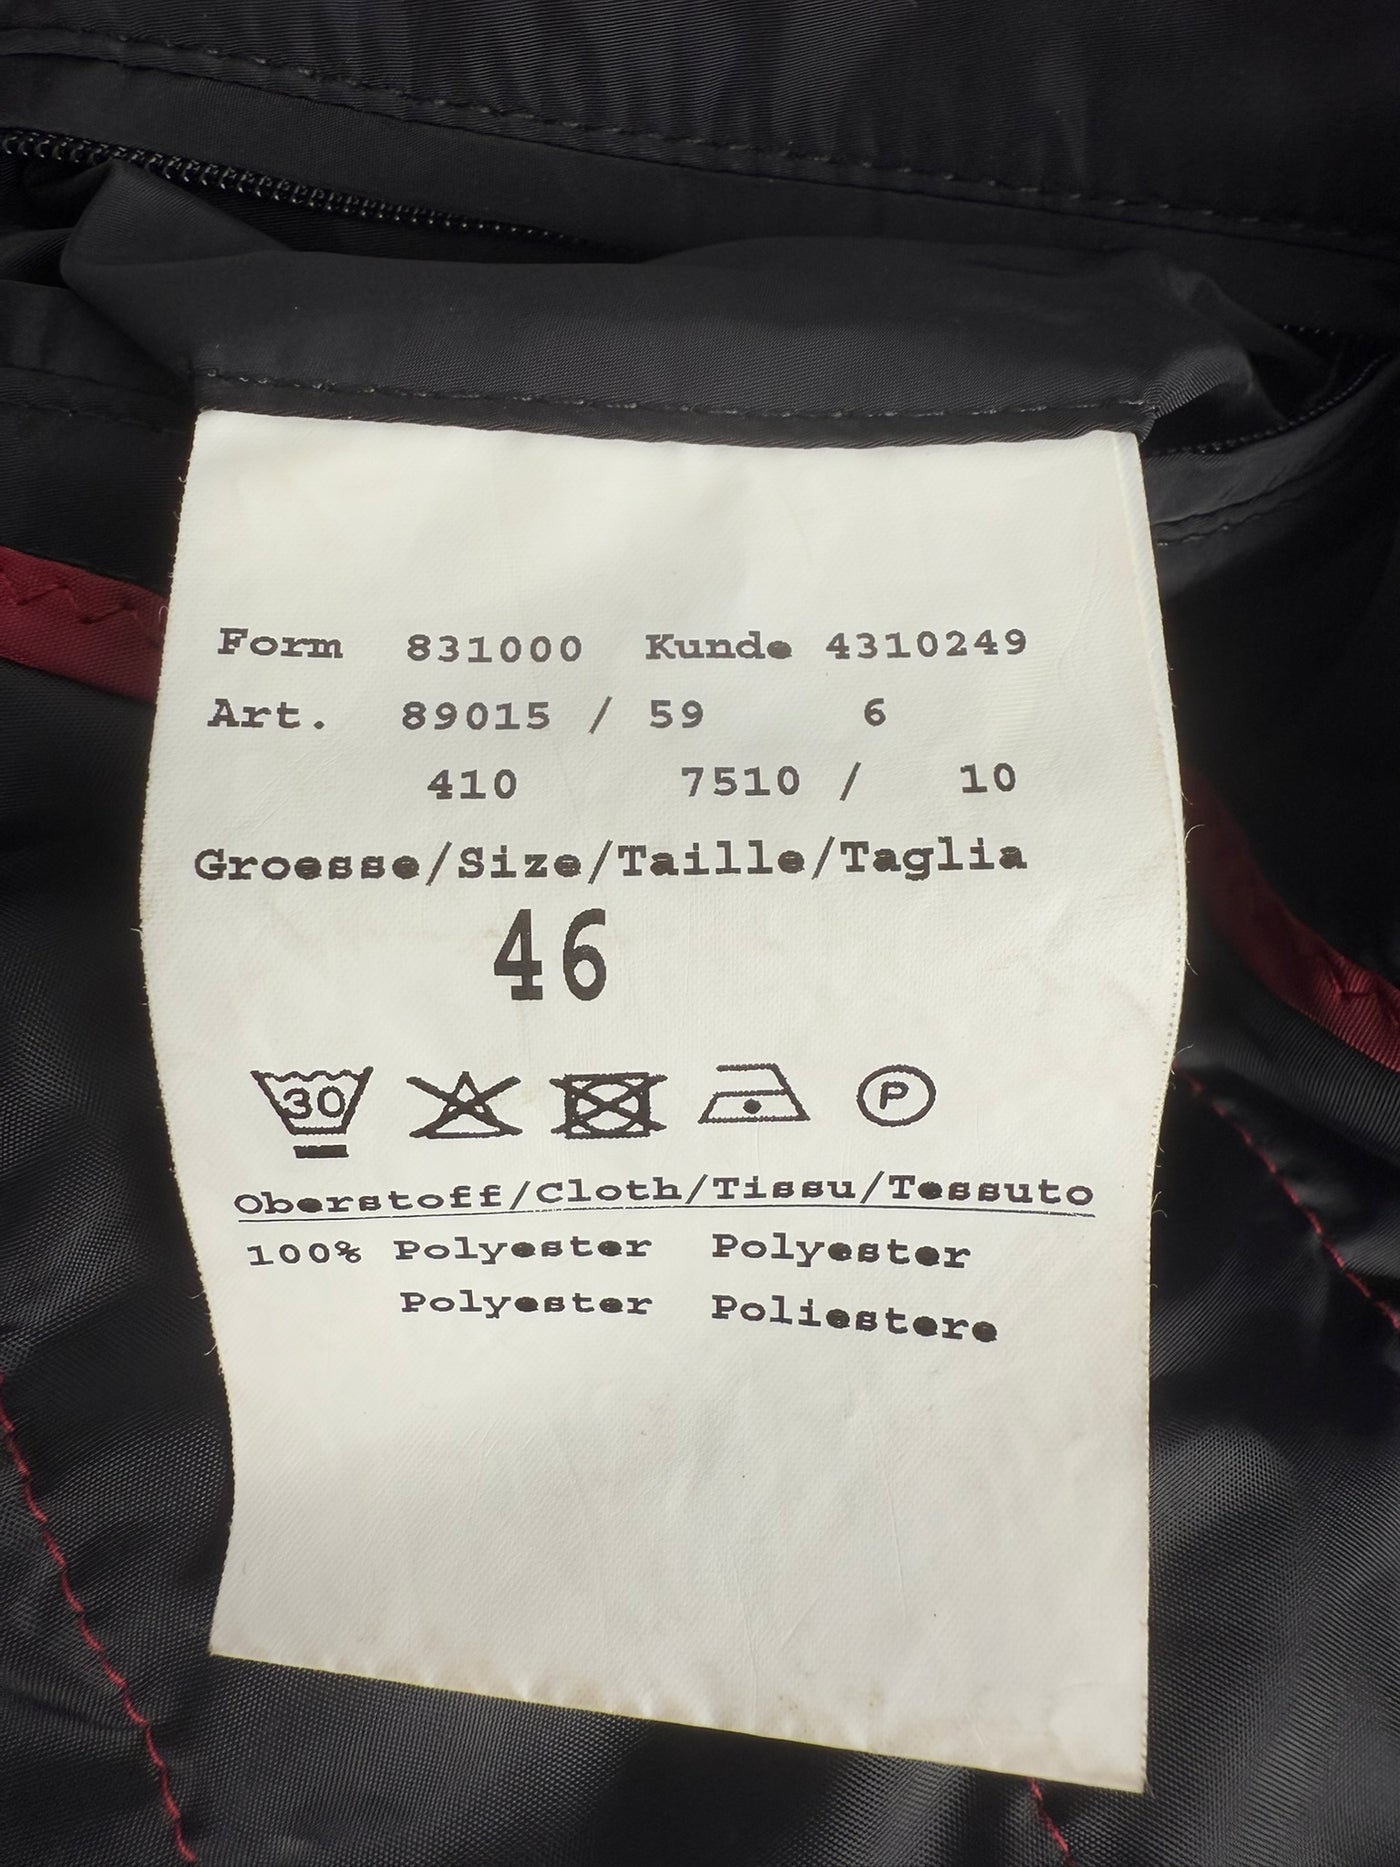 Form 831000 Kunde 4310249
Art. 89015 / 59 6
410 7510 / 10
Groesse/Size/Taille/Taglia
46
30
P
Oberstoff/Cloth/Tissu/Tessuto
100% Polyester Polyester
Polyester Poliestere